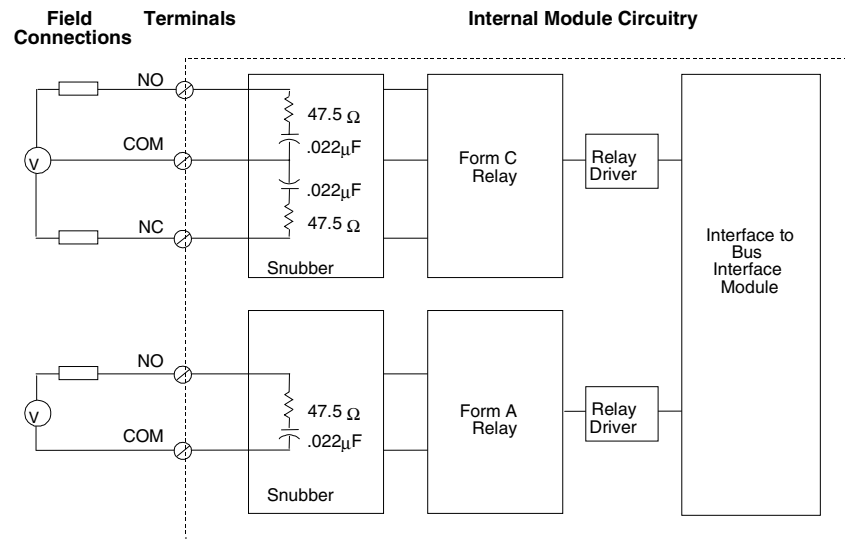 Field
Connections
Terminals
Internal Module Circuitry
NO
COM
NC
V
47.5 Ω
.022μF
.022μF
47.5 Ω
Snubber
Form C
Relay
Relay
Driver
Interface to
Bus
Interface
Module
NO
COM
V
47.5 Ω
.022μF
Snubber
Form A
Relay
Relay
Driver